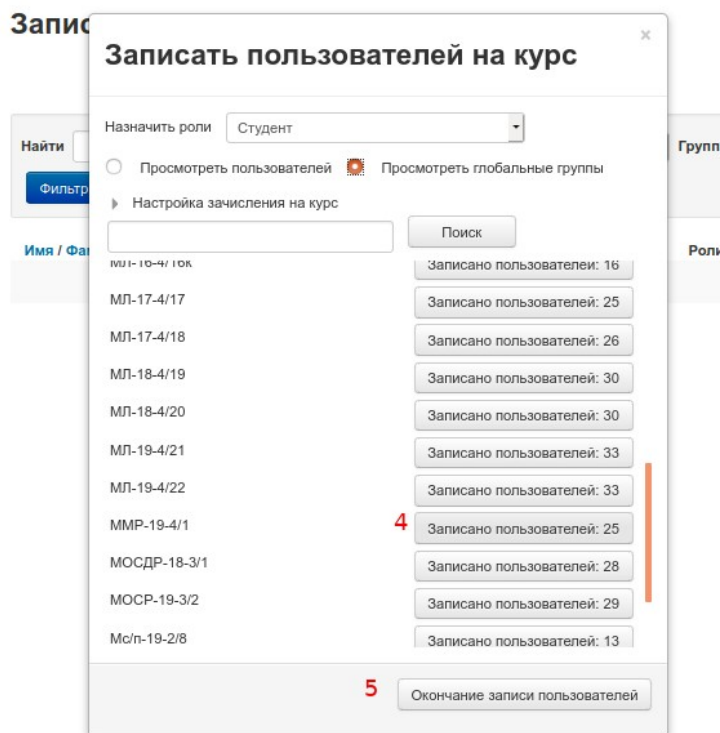 Запис
Записать пользователей на курс
×
Назначить роли Студент
Найти
Групп
Просмотреть пользователей Просмотреть глобальные группы
Фильтр
Настройка зачисления на курс
Поиск
Имя / Фа
Роли
МЛ-16-4/16к Записано пользователей: 16
МЛ-17-4/17 Записано пользователей: 25
МЛ-17-4/18 Записано пользователей: 26
МЛ-18-4/19 Записано пользователей: 30
МЛ-18-4/20 Записано пользователей: 30
МЛ-19-4/21 Записано пользователей: 33
МЛ-19-4/22 Записано пользователей: 33
ММР-19-4/1 4 Записано пользователей: 25
МОСДР-18-3/1 Записано пользователей: 28
МОСР-19-3/2 Записано пользователей: 29
Мс/п-19-2/8 Записано пользователей: 13
5 Окончание записи пользователей